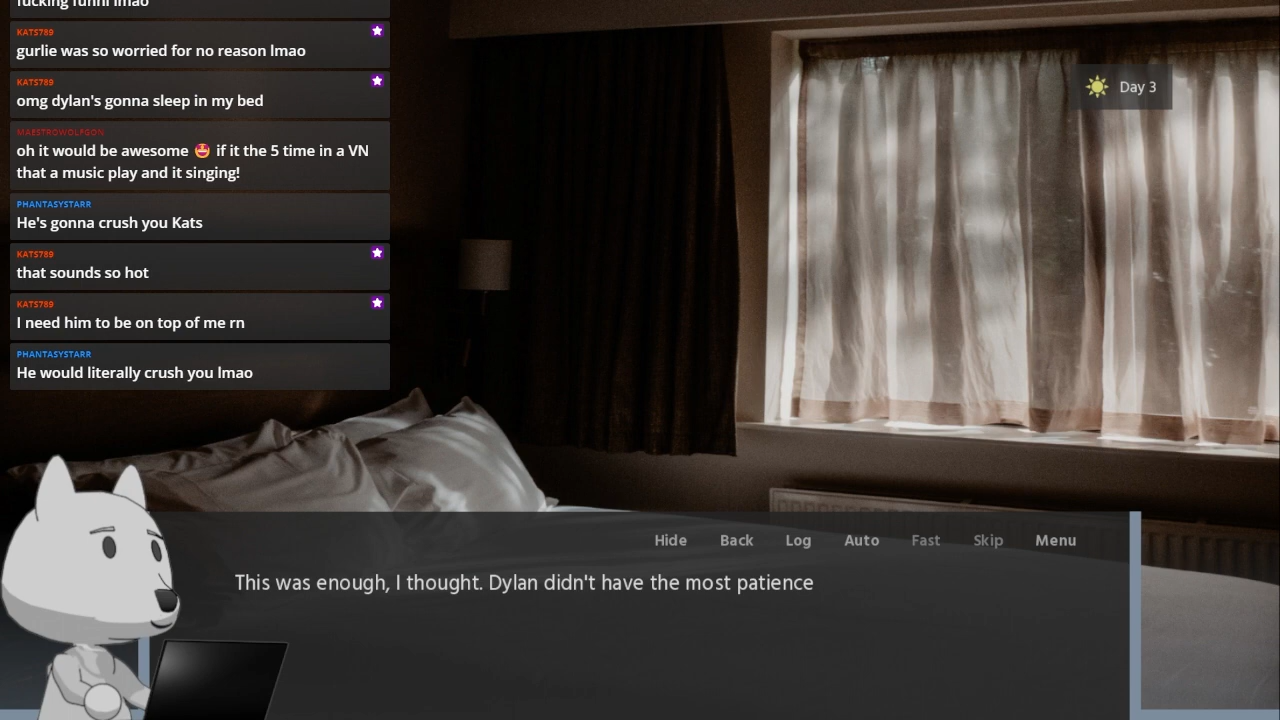 fucking funni lmao
KATS789
gurlie was so worried for no reason lmao
KATS789
omg dylan's gonna sleep in my bed
MAESTROWOLFGON
oh it would be awesome 🤩 if it the 5 time in a VN
that a music play and it singing!
PHANTASYSTARR
He's gonna crush you Kats
KATS789
that sounds so hot
KATS789
I need him to be on top of me rn
PHANTASYSTARR
He would literally crush you lmao
Day 3
Hide Back Log Auto Fast Skip Menu
This was enough, I thought. Dylan didn't have the most patience